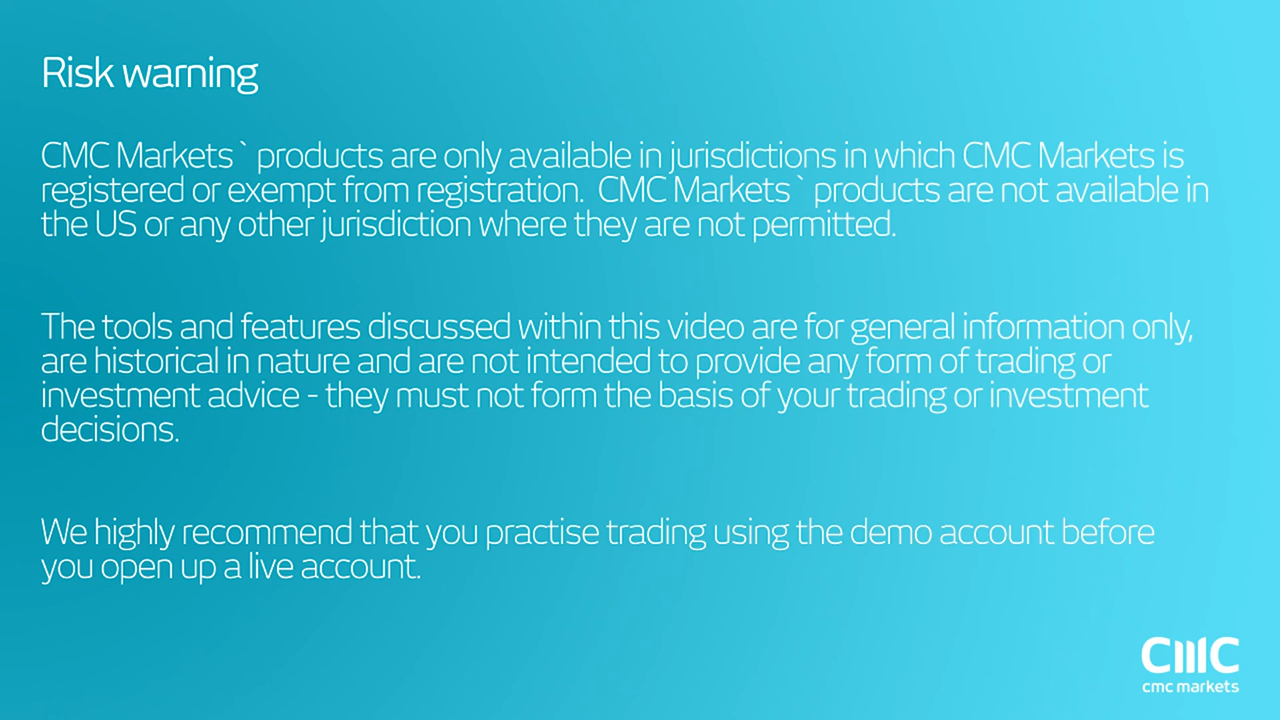 Risk warning
CMC Markets` products are only available in jurisdictions in which CMC Markets is
registered or exempt from registration.  CMC Markets` products are not available in
the US or any other jurisdiction where they are not permitted.
The tools and features discussed within this video are for general information only,
are historical in nature and are not intended to provide any form of trading or
investment advice - they must not form the basis of your trading or investment
decisions.
We highly recommend that you practise trading using the demo account before
you open up a live account.
CMC
cmc markets